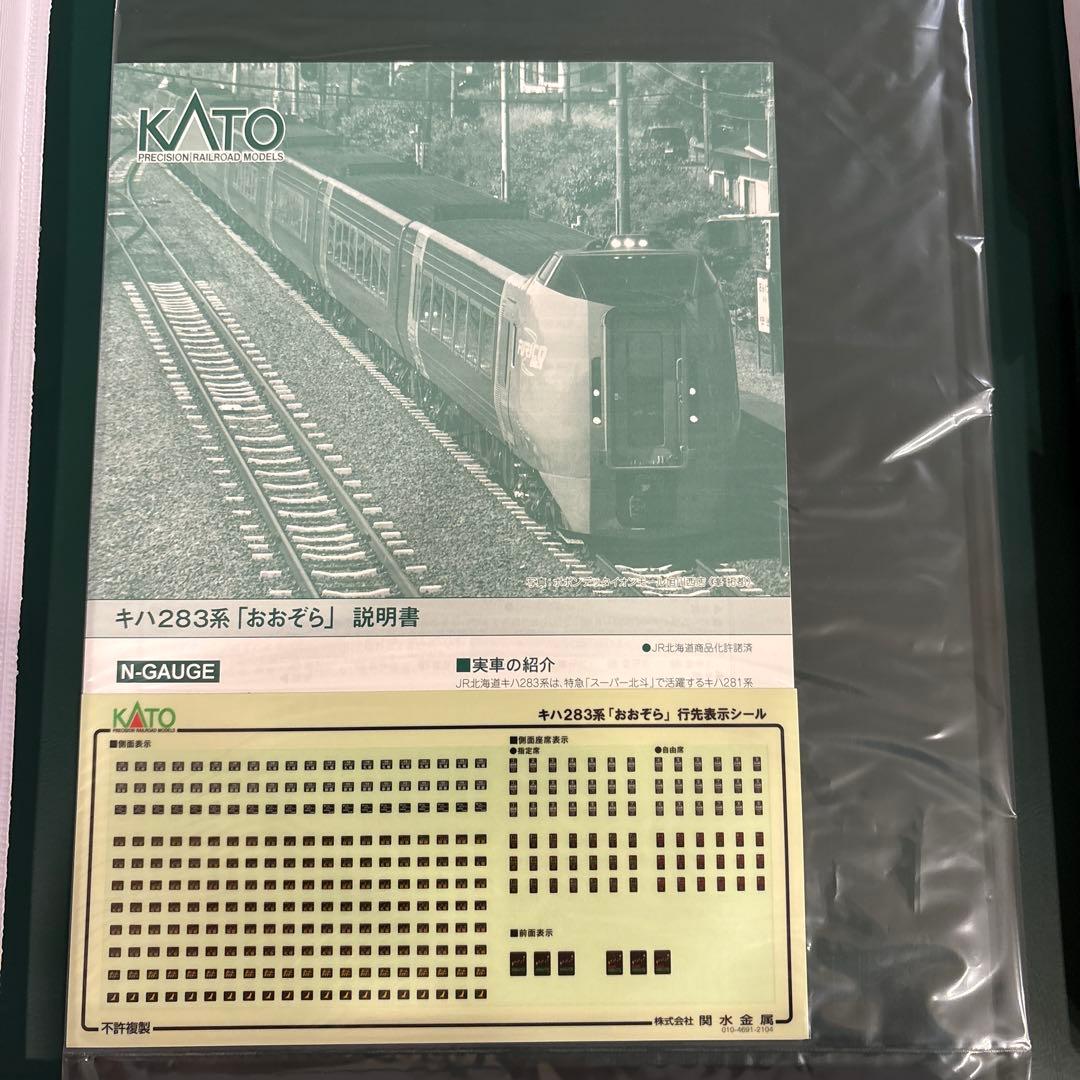 KATO
PRECISION RAILROAD MODELS
キハ283系「おおぞら」 説明書
●JR北海道商品化許諾済
N-GAUGE
■実車の紹介
JR北海道キハ283系は、特急「スーパー北斗」で活躍するキハ281系
KATO
PRECISION RAILROAD MODELS
キハ283系「おおぞら」行先表示シール
■側面表示
■側面座席表示
●指定席
●自由席
■前面表示
不許複製
株式会社 関水金属
010-4691-2104